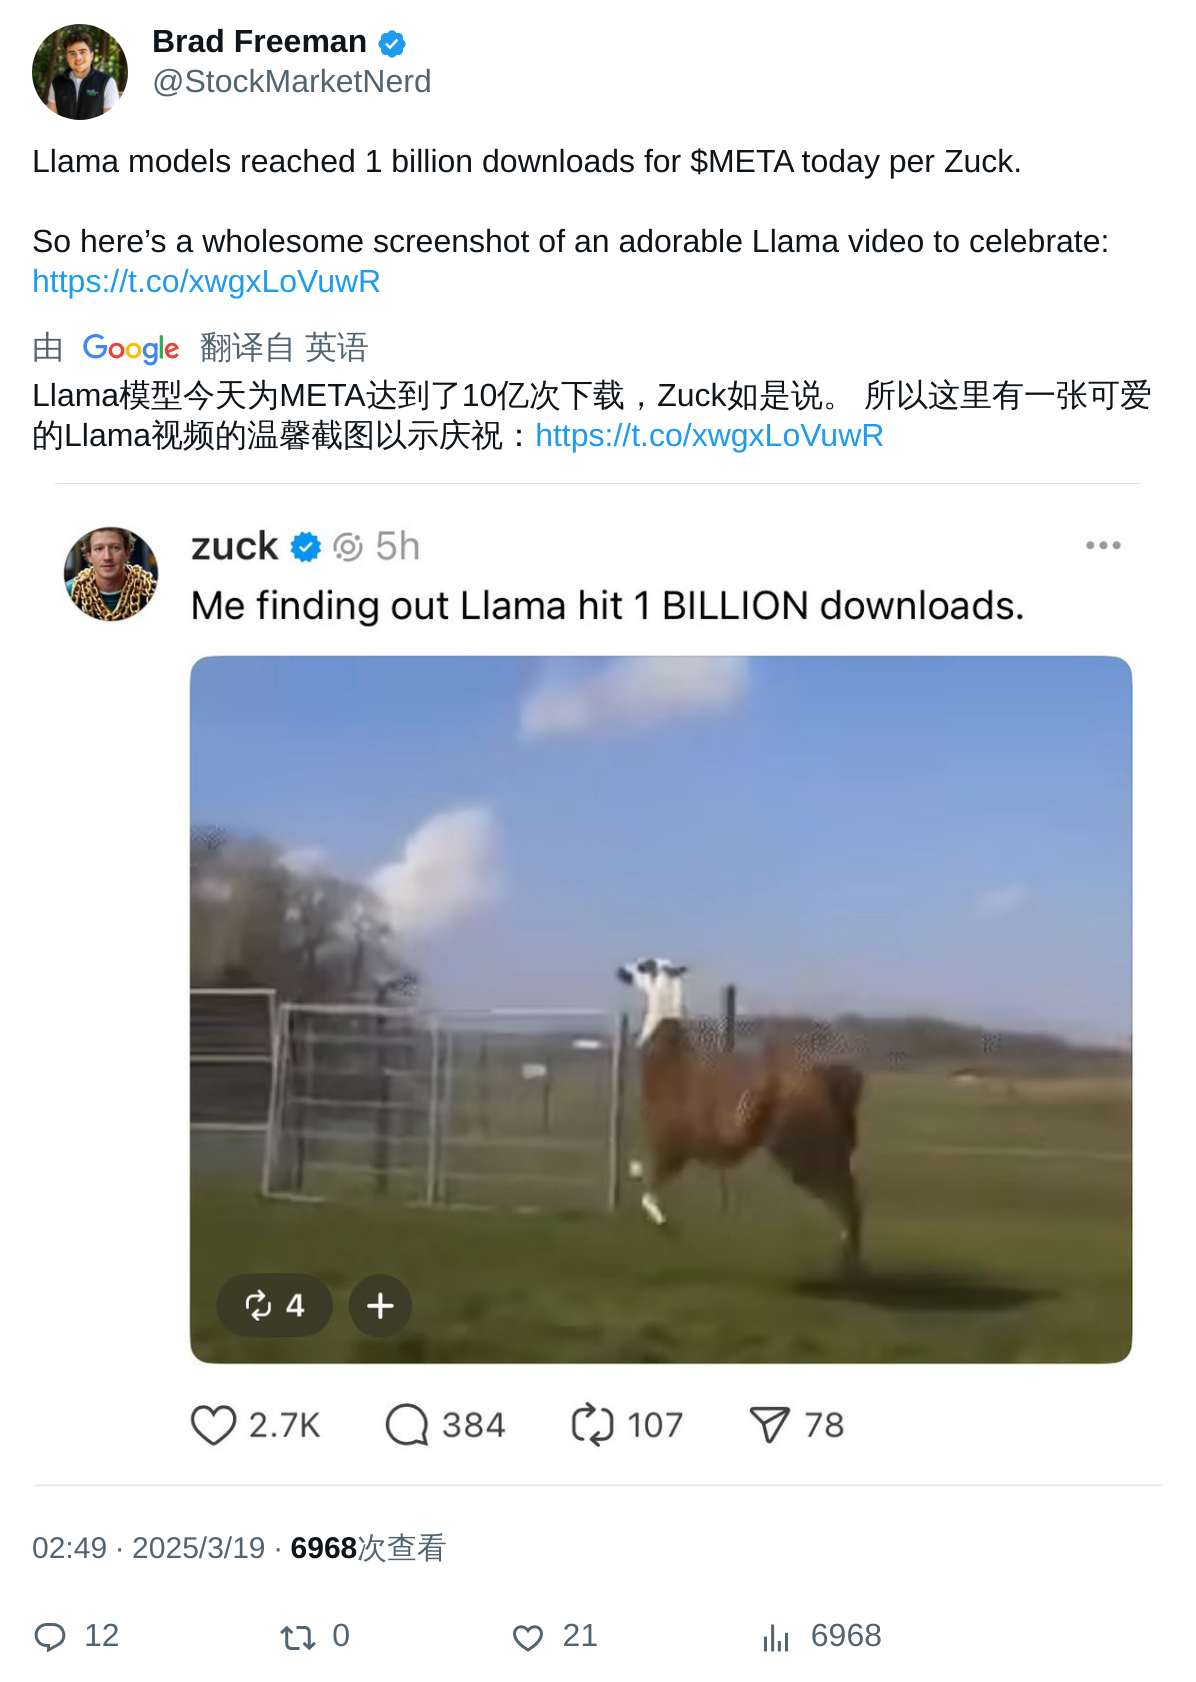 Brad Freeman
@StockMarketNerd
Llama models reached 1 billion downloads for $META today per Zuck.
So here’s a wholesome screenshot of an adorable Llama video to celebrate:
https://t.co/xwgxLoVuwR
由 Google 翻译自 英语
Llama模型今天为META达到了10亿次下载，Zuck如是说。 所以这里有一张可爱
的Llama视频的温馨截图以示庆祝：https://t.co/xwgxLoVuwR
zuck 5h
Me finding out Llama hit 1 BILLION downloads.
4
2.7K 384 107 78
02:49 · 2025/3/19 · 6968次查看
12 0 21 6968